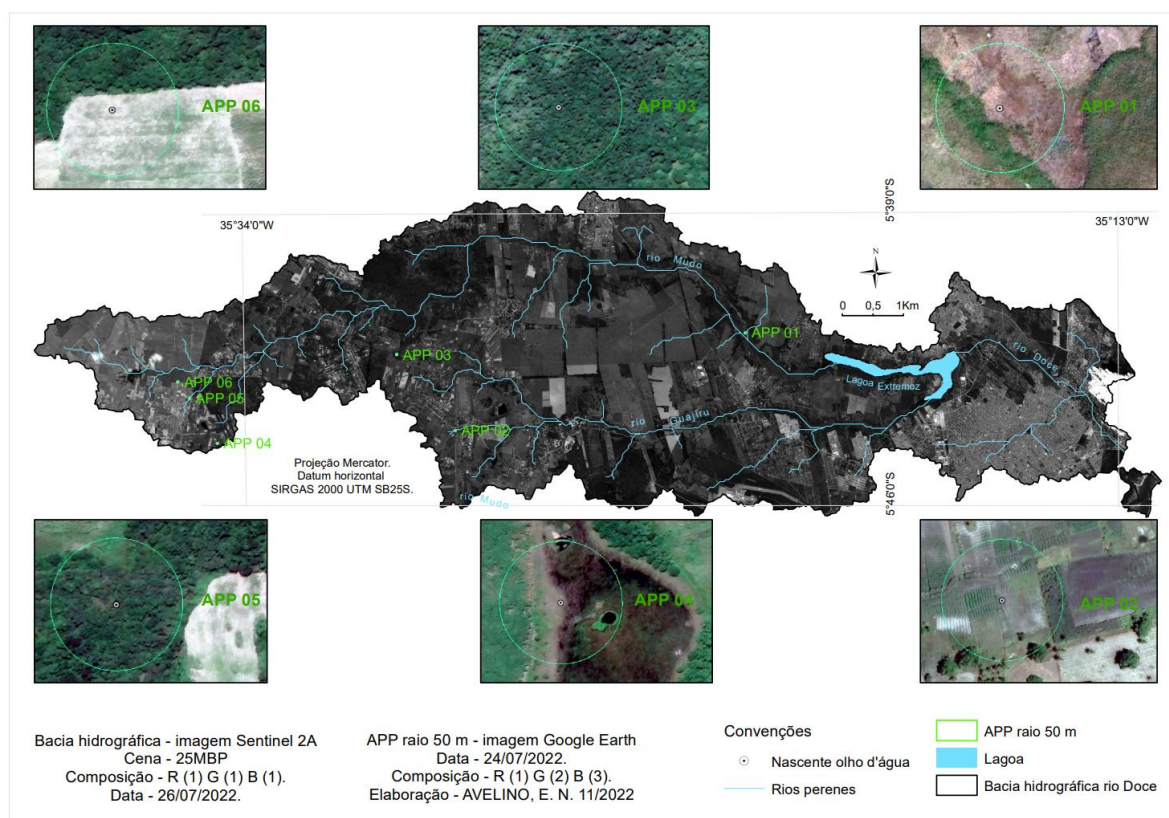 APP 06
APP 03
APP 01
35°34'0"W
5°39'0"S
35°13'0"W
N
rio Mudo
0 0,5 1Km
APP 01
APP 03
rio Doce
Lagoa Extremoz
APP 06
APP 05
rio Guajiru
APP 02
APP 04
Projeção Mercator.
Datum horizontal
SIRGAS 2000 UTM SB25S.
rio Mudo
5°46'0"S
APP 05
APP 04
APP 02
Bacia hidrográfica - imagem Sentinel 2A
Cena - 25MBP
Composição - R (1) G (1) B (1).
Data - 26/07/2022.
APP raio 50 m - imagem Google Earth
Data - 24/07/2022.
Composição - R (1) G (2) B (3).
Elaboração - AVELINO, E. N. 11/2022
Convenções
Nascente olho d'água
Rios perenes
APP raio 50 m
Lagoa
Bacia hidrográfica rio Doce